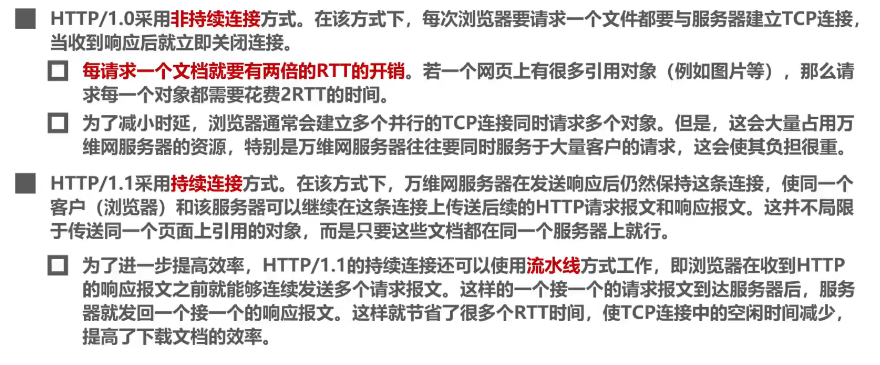 HTTP/1.0采用非持续连接方式。在该方式下，每次浏览器要请求一个文件都要与服务器建立TCP连接，
当收到响应后就立即关闭连接。
每请求一个文档就要有两倍的RTT的开销。若一个网页上有很多引用对象（例如图片等），那么请
求每一个对象都需要花费2RTT的时间。
为了减小时延，浏览器通常会建立多个并行的TCP连接同时请求多个对象。但是，这会大量占用万
维网服务器的资源，特别是万维网服务器往往要同时服务于大量客户的请求，这会使其负担很重。
HTTP/1.1采用持续连接方式。在该方式下，万维网服务器在发送响应后仍然保持这条连接，使同一个
客户（浏览器）和该服务器可以继续在这条连接上传送后续的HTTP请求报文和响应报文。这并不局限
于传送同一个页面上引用的对象，而是只要这些文档都在同一个服务器上就行。
为了进一步提高效率，HTTP/1.1的持续连接还可以使用流水线方式工作，即浏览器在收到HTTP
的响应报文之前就能够连续发送多个请求报文。这样的一个接一个的请求报文到达服务器后，服务
器就发回一个接一个的响应报文。这样就节省了很多个RTT时间，使TCP连接中的空闲时间减少，
提高了下载文档的效率。